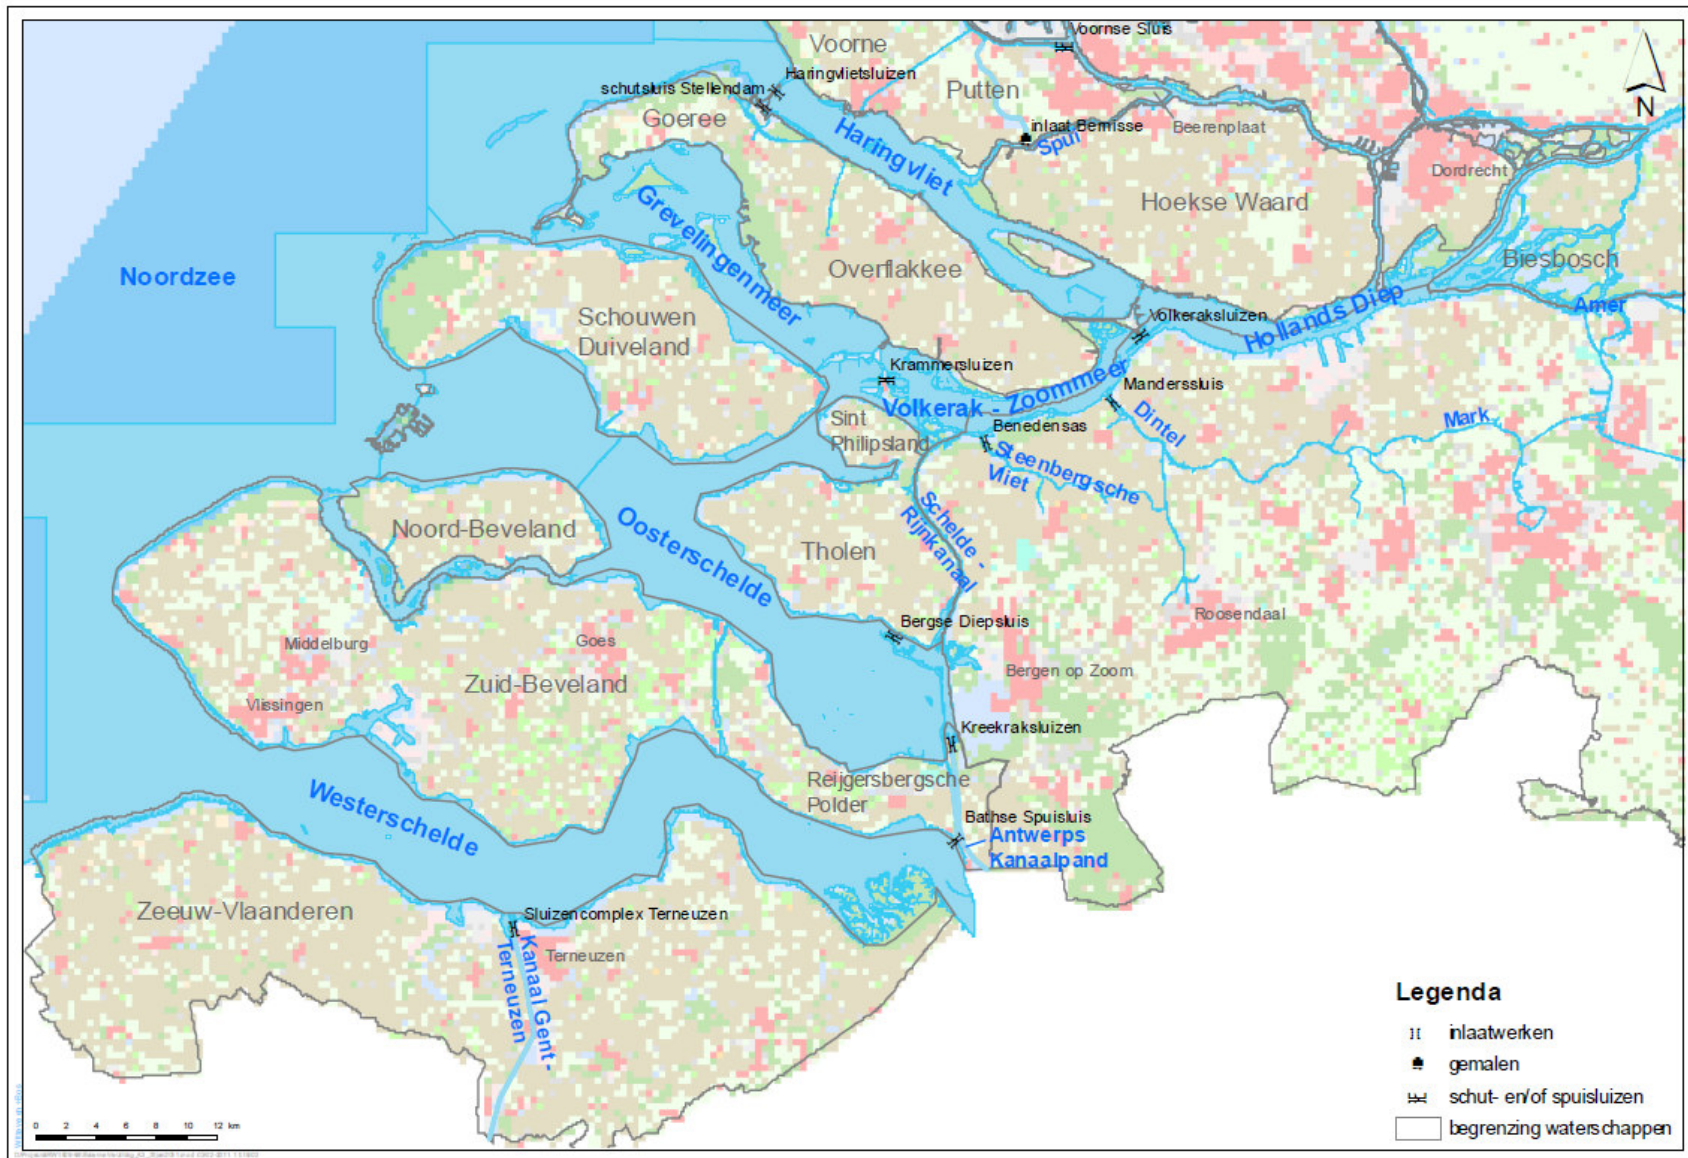 Voorne
Voornse Sluis
Haringvlietsluizen
schutsluis Stellendam
Putten
Goeree
inlaat Bernisse
Beerenplaat
Spui
Haringvliet
Dordrecht
Hoekse Waard
Grevelingenmeer
Noordzee
Overflakkee
Biesbosch
Amer
Hollands Diep
Schouwen
Duiveland
Volkeraksluizen
Krammersluizen
Manderssluis
Volkerak - Zoommeer
Sint
Philipsland
Benedensas
Dintel
Mark
Steenbergsche
Vliet
Schelde -
Rijnkanaal
Noord-Beveland
Oosterschelde
Tholen
Roosendaal
Bergse Diepsluis
Middelburg
Goes
Bergen op Zoom
Zuid-Beveland
Vlissingen
Kreekraksluizen
Reijgersbergsche
Polder
Westerschelde
Bathse Spuisluis
Antwerps
Kanaalpand
Zeeuw-Vlaanderen
Sluizencomplex Terneuzen
Terneuzen
Kanaal Gent -
Terneuzen
N
Legenda
inlaatwerken
gemalen
schut- en/of spuisluizen
begrenzing waterschappen
0 2 4 6 8 10 12 km